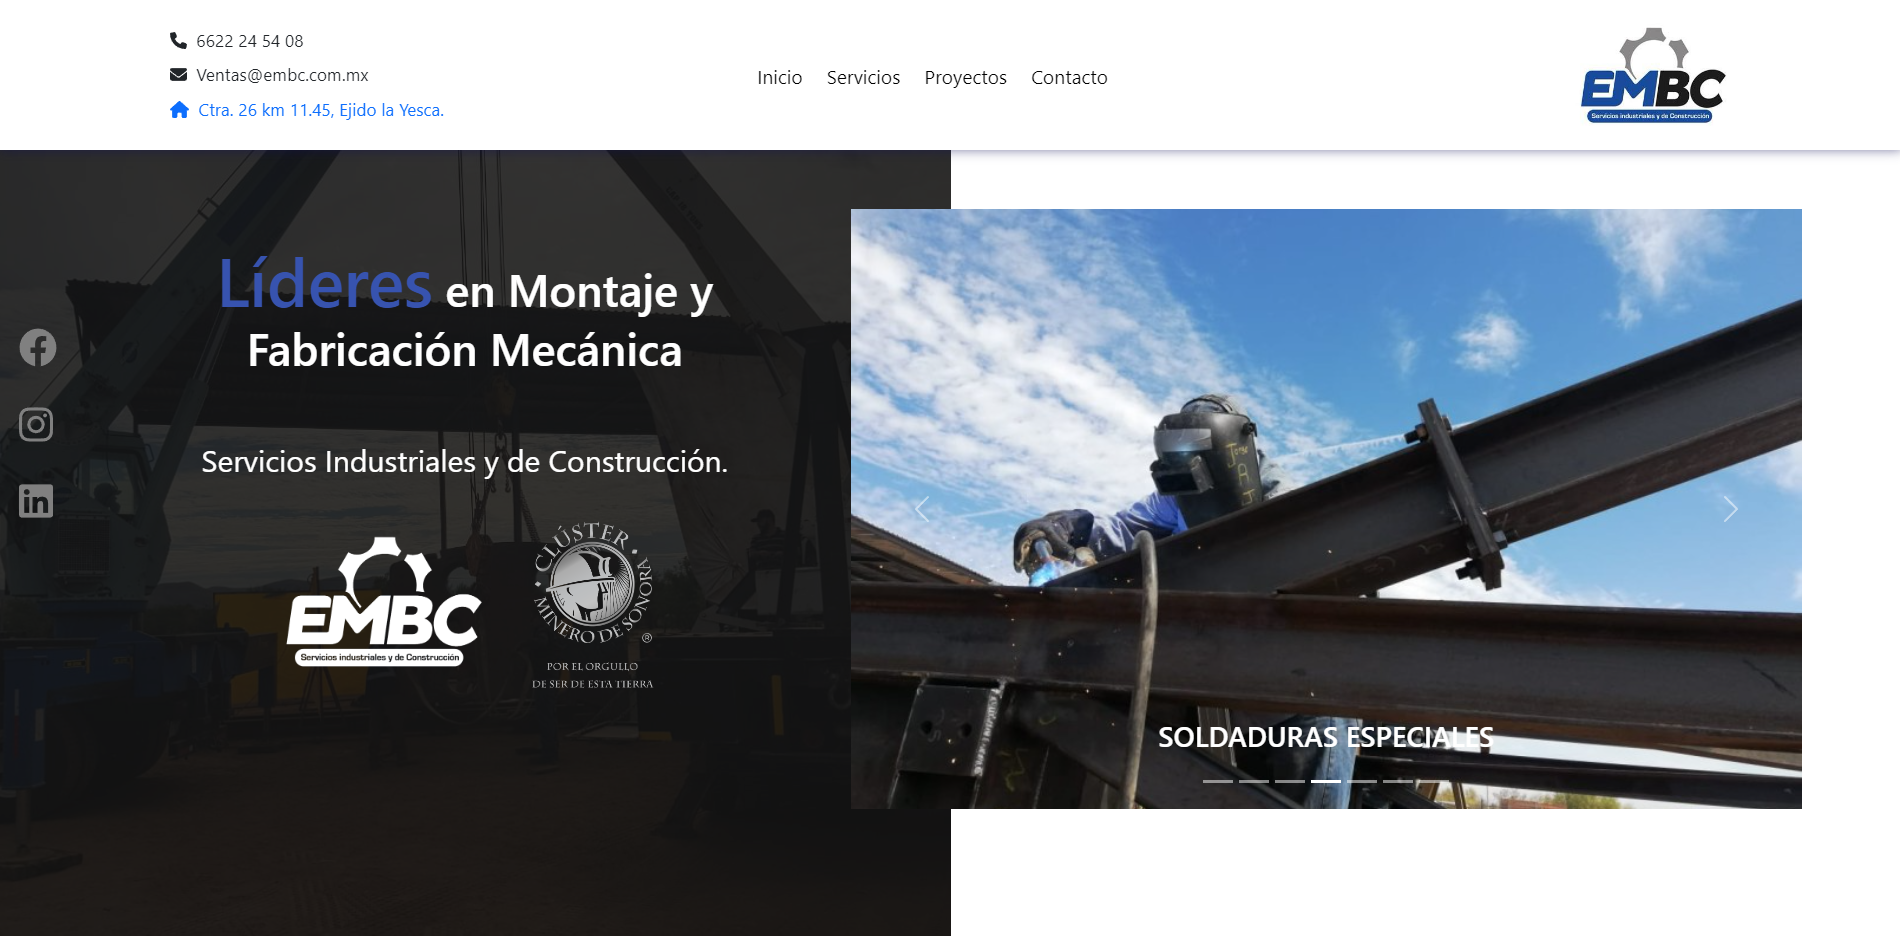 6622 24 54 08
Ventas@embc.com.mx
Ctra. 26 km 11.45, Ejido la Yesca.
Inicio Servicios Proyectos Contacto
EMBC
Servicios industriales y de Construcción
Líderes en Montaje y
Fabricación Mecánica
Servicios Industriales y de Construcción.
EMBC
Servicios industriales y de Construcción
CLÚSTER
MINERO DE SONORA
®
POR EL ORGULLO
DE SER DE ESTA TIERRA
Jorge
A
J
SOLDADURAS ESPECIALES